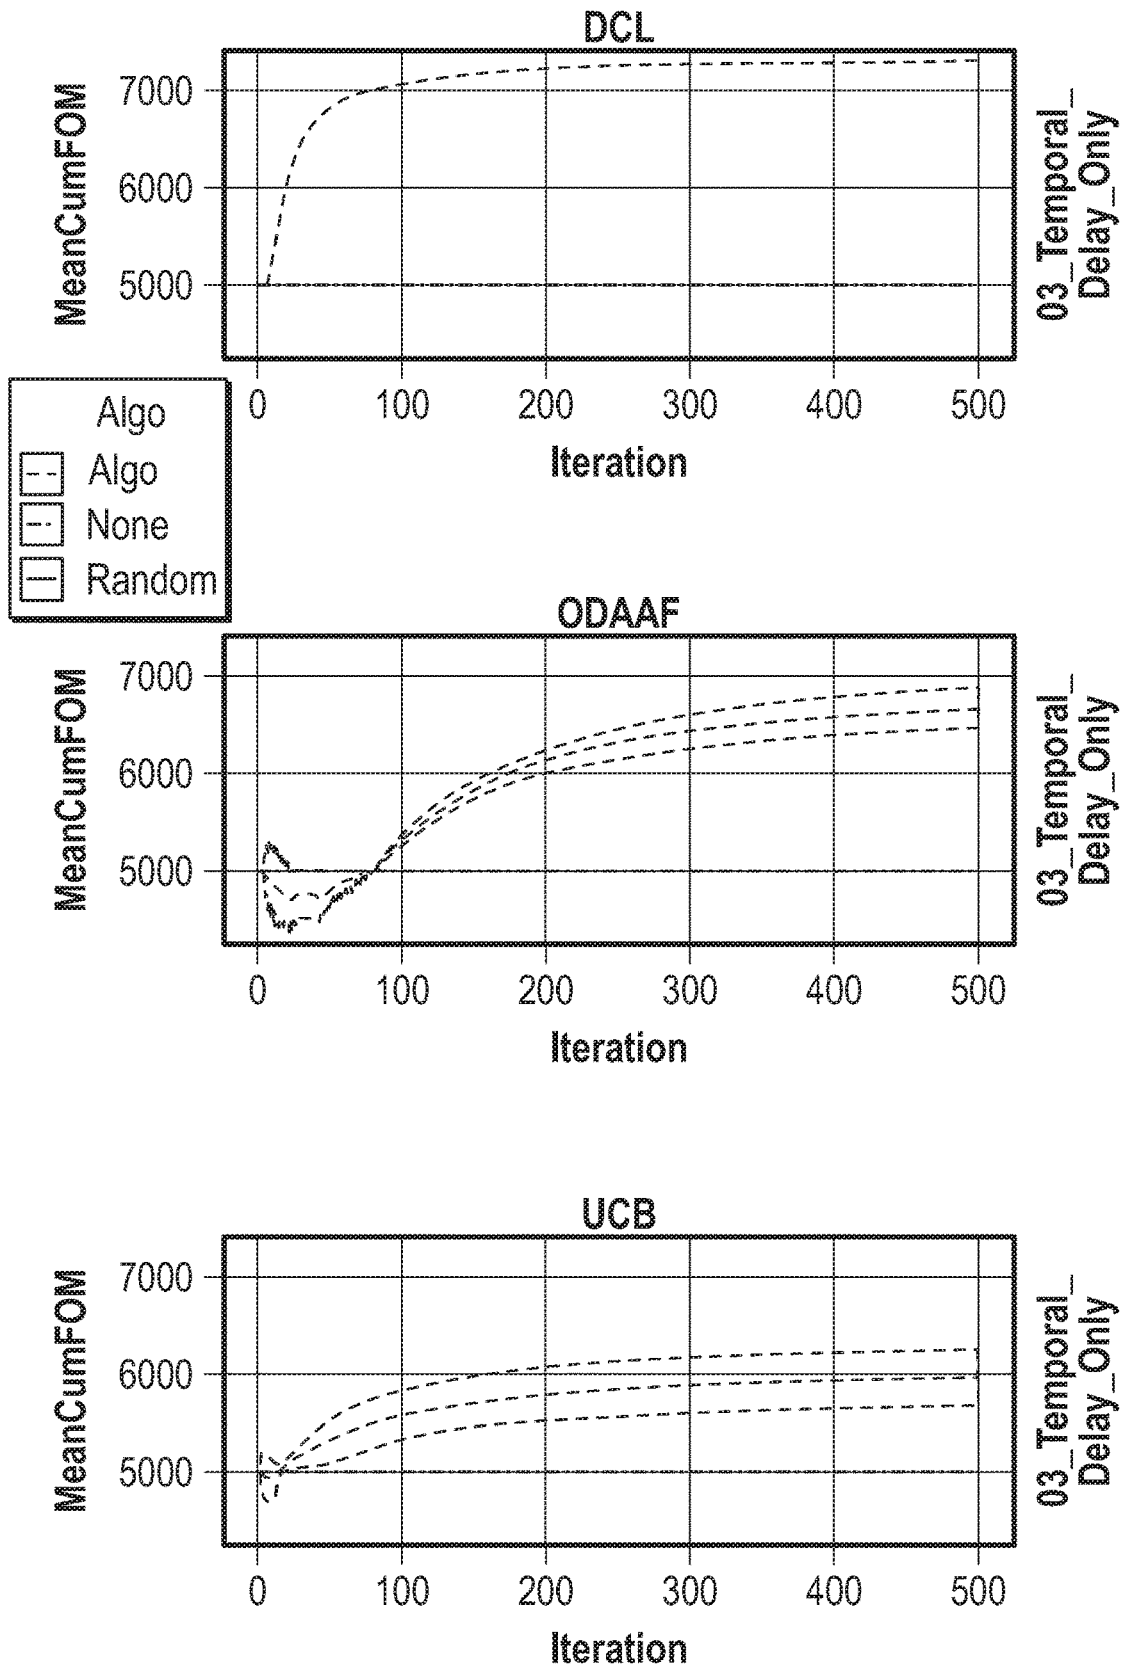 DCL
7000
6000
5000
MeanCumFOM
03_Temporal_
Delay_Only
0 100 200 300 400 500
Iteration
Algo
Algo
None
Random
ODAAF
7000
6000
5000
MeanCumFOM
03_Temporal_
Delay_Only
0 100 200 300 400 500
Iteration
UCB
7000
6000
5000
MeanCumFOM
03_Temporal_
Delay_Only
0 100 200 300 400 500
Iteration